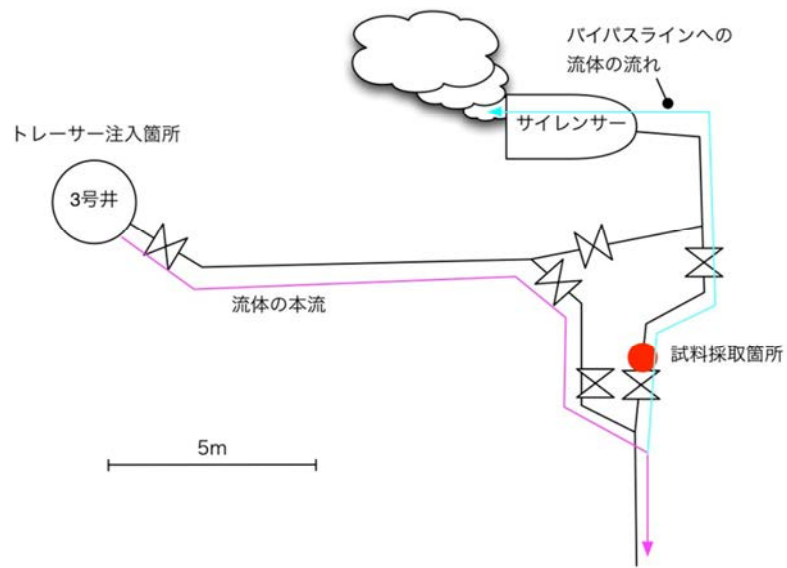 バイパスラインへの
流体の流れ
サイレンサー
トレーサー注入箇所
3号井
流体の本流
試料採取箇所
5m